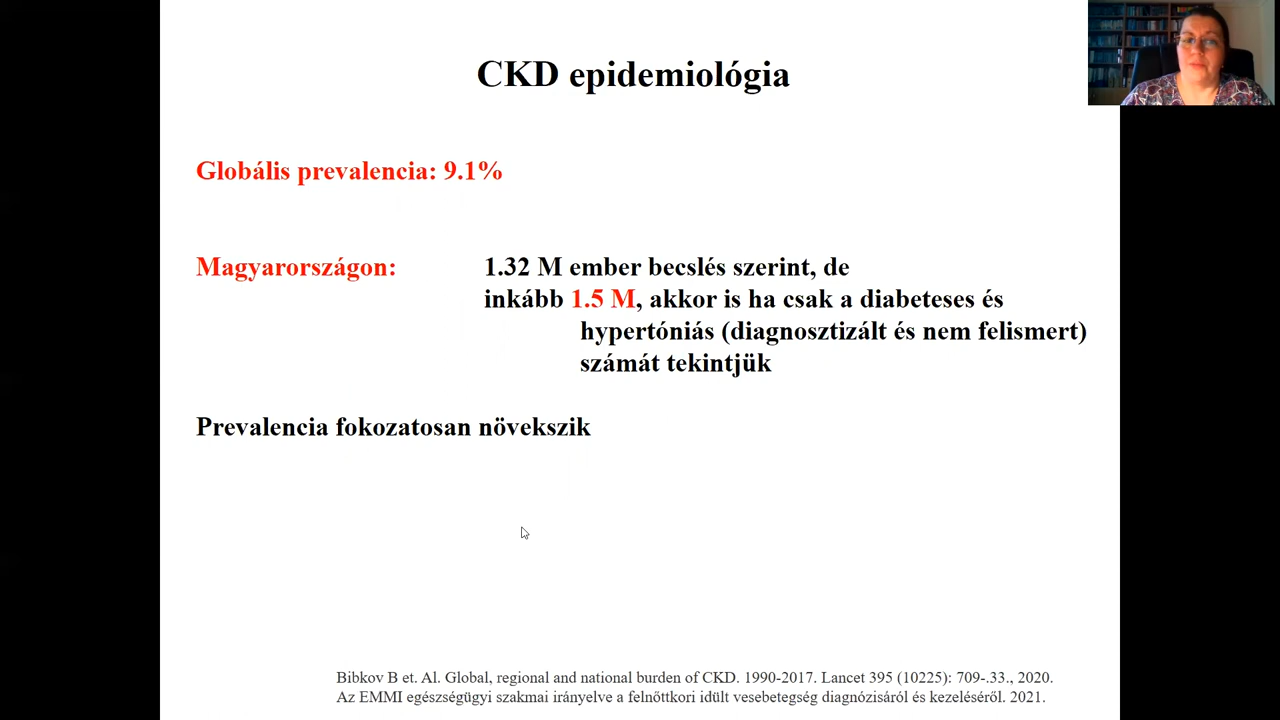 CKD epidemiológia
Globális prevalencia: 9.1%
Magyarországon: 1.32 M ember becslés szerint, de
inkább 1.5 M, akkor is ha csak a diabeteses és
hypertóniás (diagnosztizált és nem felismert)
számát tekintjük
Prevalencia fokozatosan növekszik
Bibkov B et. Al. Global, regional and national burden of CKD. 1990-2017. Lancet 395 (10225): 709-.33., 2020.
Az EMMI egészségügyi szakmai irányelve a felnőttkori idült vesebetegség diagnózisáról és kezeléséről. 2021.